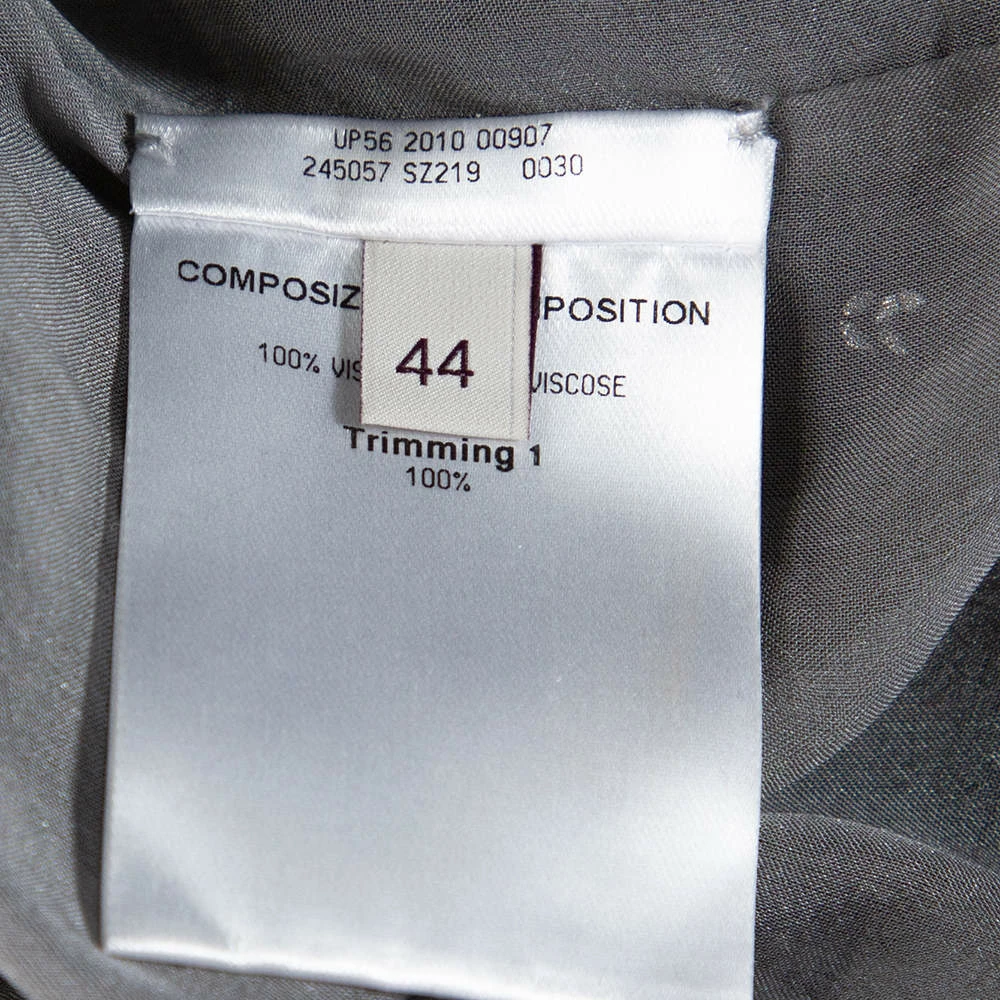 UP56 2010 00907
245057 SZ219 0030
COMPOSIZ POSITION
44
100% VIS VISCOSE
Trimming 1
100%